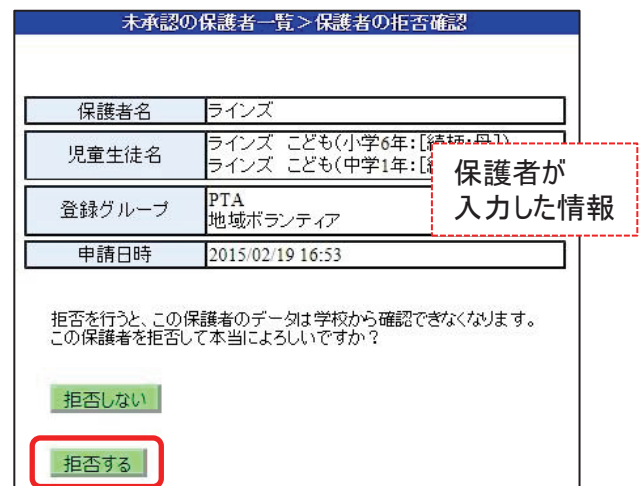 未承認の保護者一覧＞保護者の拒否確認
保護者名 ラインズ
児童生徒名 ラインズ こども(小学6年:[続柄:母])
ラインズ こども(中学1年:[
保護者が
入力した情報
登録グループ PTA
地域ボランティア
申請日時 2015/02/19 16:53
拒否を行うと、この保護者のデータは学校から確認できなくなります。
この保護者を拒否して本当によろしいですか？
拒否しない
拒否する